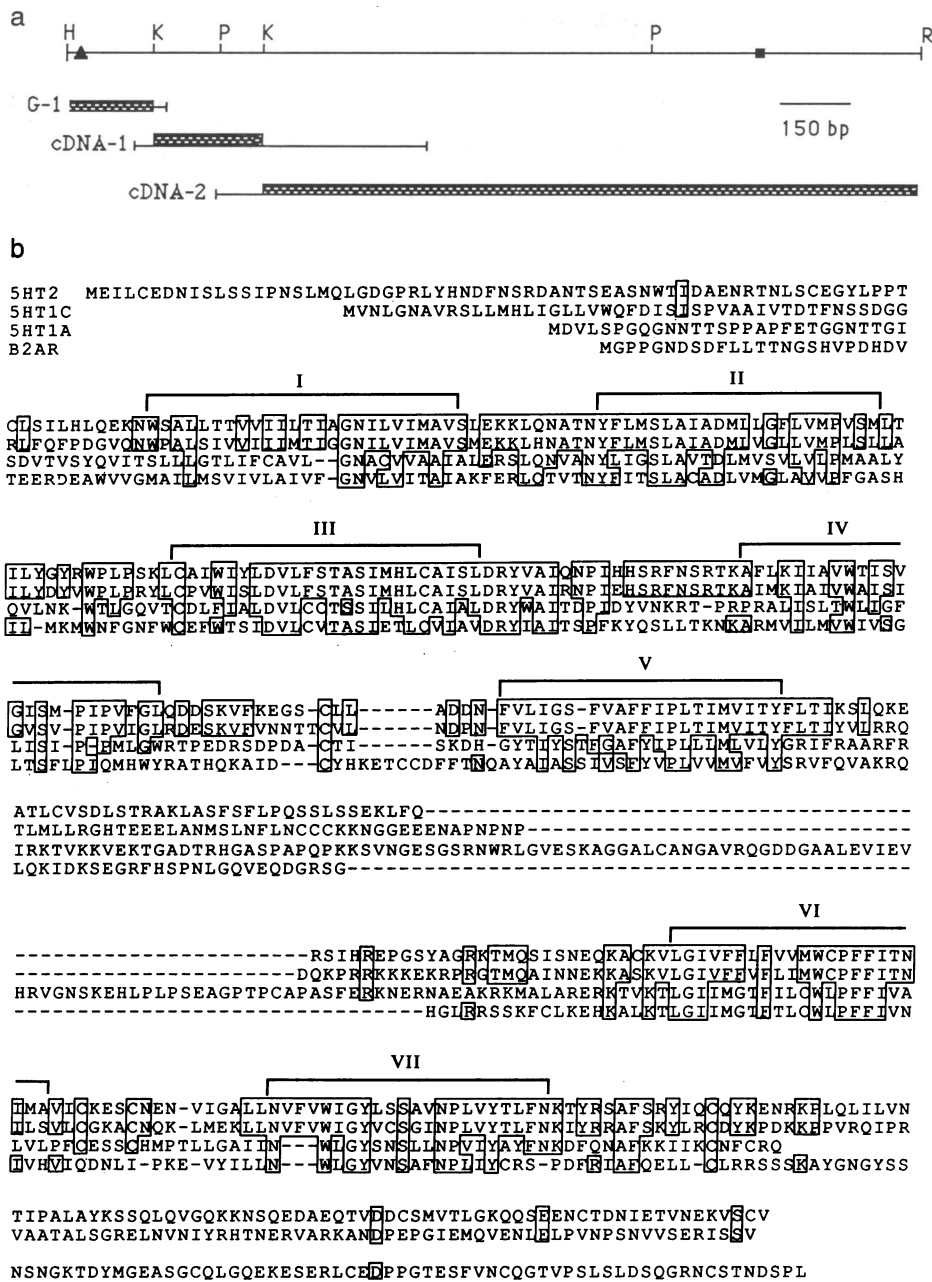 a
H K P K P R
G-1
150 bp
cDNA-1
cDNA-2
b
5HT2 MEILCEDNISLSSIPNSLMQLGDGPRLYHNDFNSRDANTSEASNWTIDAENRTNLSCEGYLPPT
5HT1C MVNLGNAVRSLLMHLIGLLVWQFDISISPVAAIVTDTFNSSDGG
5HT1A MDVLSPGQGNNTTSPPAPFETGGNTTGI
B2AR MGPPGNDSDFLLTTNGSHVPDHDV
I II
CLSILHLQEKNWSALLTTVVIILTIAGNILVIMAVSLEKKLQNATNYFLMSLAIADMLLGFLVMPVSMLT
RLFQFPDGVQNWPALSIVVIIIMTIGGNILVIMAVSMEKKLHNATNYFLMSLAIADMLVGLLVMPLSLLA
SDVTVSYQVITSLLLGTLIFCAVL--GNACVVAAIALERSLQNVANYLIGSLAVTDLMVSVLVLPMAALY
TEERDEAWVVGMAILMSVIVLAIVF-GNVLVITAIAKFERLQTVTNYFITSLACADLVMGLAVVPFGASH
III IV
ILYGYRWPLPSKLCAIWIYLDVLFSTASIMHLCAISLDRYVAIQNPIHHSRFNSRTKAFLKIIAVWTISV
ILYDYVWPLPRYLCPVWISLDVLFSTASIMHLCAISLDRYVAIRNPIEHSRFNSRTKAIMKIAIVWAISI
QVLNK-WTLGQVTCDLFIALDVLCCTSSILHLCAIALDRYWAITDPIDYVNKRT-PRPRALISLTWLIGF
IL-MKMWNFGNFWCEFWTSIDVLCVTASIETLCVIAVDRYIAITSPFKYQSLLTKNKARMVILMVWIVSG
V
GISM-PIPVFGLQDDSKVFKEGS-CLL------ADDN-FVLIGS-FVAFFIPLTIMVITYFLTIKSLQKE
GVSV-PIPVIGLRDESKVFVNNTTCVL------NDPN-FVLIGS-FVAFFIPLTIMVITYFLTIYVLRRQ
LISI-P-PMLGWRTPEDRSDPDA-CTI------SKDH-GYTIYSTFGAFYIPLLLMLVLYGRIFRAARFR
LTSFLPIQMHWYRATHQKAID---CYHKETCCDFFTNQAYAIASSIVSFYVPLVVMVFVYSRVFQVAKRQ
ATLCVSDLSTRAKLASFSFLPQSSLSSEKLFQ---------------------------------------
TLMLLRGHTEEELANMSLNFLNCCCKKNGGEEENAPNPNP-------------------------------
IRKTVKKVEKTGADTRHGASPAPQPKKSVNGESGSRNWRLGVESKAGGALCANGAVRQGDDGAALEVIEV
LQKIDKSEGRFHSPNLGQVEQDGRSG---------------------------------------------
VI
------------------------RSIHREPGSYAGRKTMQSISNEQKACKVLGIVFFLFVVMWCPFFITN
-----------------------DQKPRRKKKEKRPRGTMQAINNEKKASKVLGIVFFVFLIMWCPFFITN
HRVGNSKEHLPLPSEAGPTPCAPASFERKNERNAEAKRKMALARERKTVKTLGIIMGTFILCWLPFFIVA
---------------------------------HGLRRSSKFCLKEHKALKTLGIIMGTFTLCWLPFFIVN
VII
IMAVICKESCNEN-VIGALLNVFVWIGYLSSAVNPLVYTLFNKTYRSAFSRYIQCQYKENRKPLQLILVN
ILSVLCGKACNQK-LMEKLLNVFVWIGYVCSGINPLVYTLFNKIYRRAFSKYLRCDYKPDKKPPVRQIPR
LVLPFCESSCHMPTLLGAIIN---WLGYSNSLLNPVIYAYFNKDFQNAFKKIIKCNFCRQ
IVHVIQDNLI-PKE-VYILLN---WLGYVNSAFNPLIYCRS-PDFRIAFQELL-CLRRSSSKAYGNGYSS
TIPALAYKSSQLQVGQKKNSQEDAEQTVDDCSMVTLGKQQSEENCTDNIETVNEKVSCV
VAATALSGRELNVNIYRHTNERVARKANDPEPGIEMQVENLELPVNPSNVVSERISSV
NSNGKTDYMGEASGCQLGQEKESERLCEDPPGTESFVNCQGTVPSLSLDSQGRNCSTNDSPL